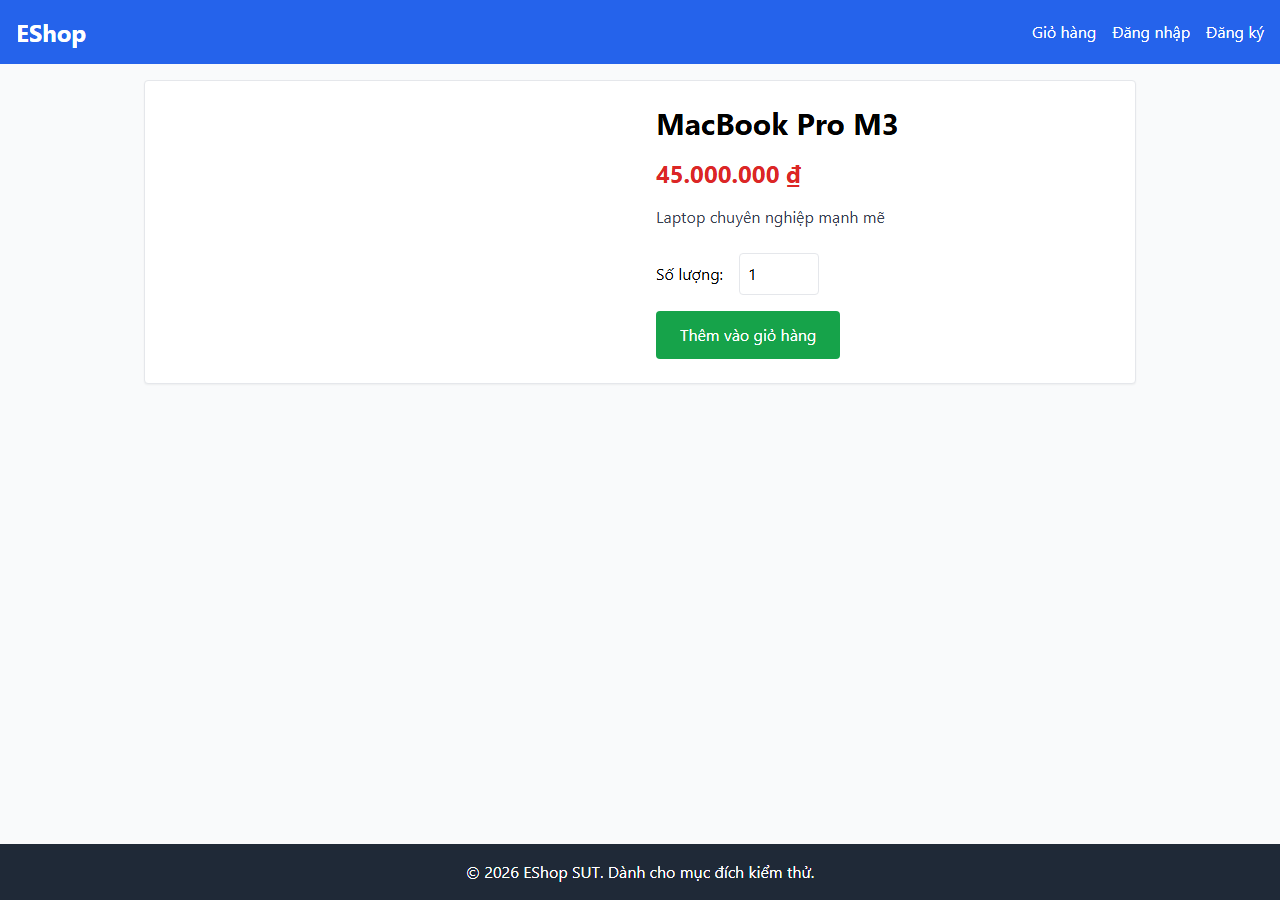 EShop
Giỏ hàng Đăng nhập Đăng ký
MacBook Pro M3
45.000.000 ₫
Laptop chuyên nghiệp mạnh mẽ
Số lượng: 1
Thêm vào giỏ hàng
© 2026 EShop SUT. Dành cho mục đích kiểm thử.